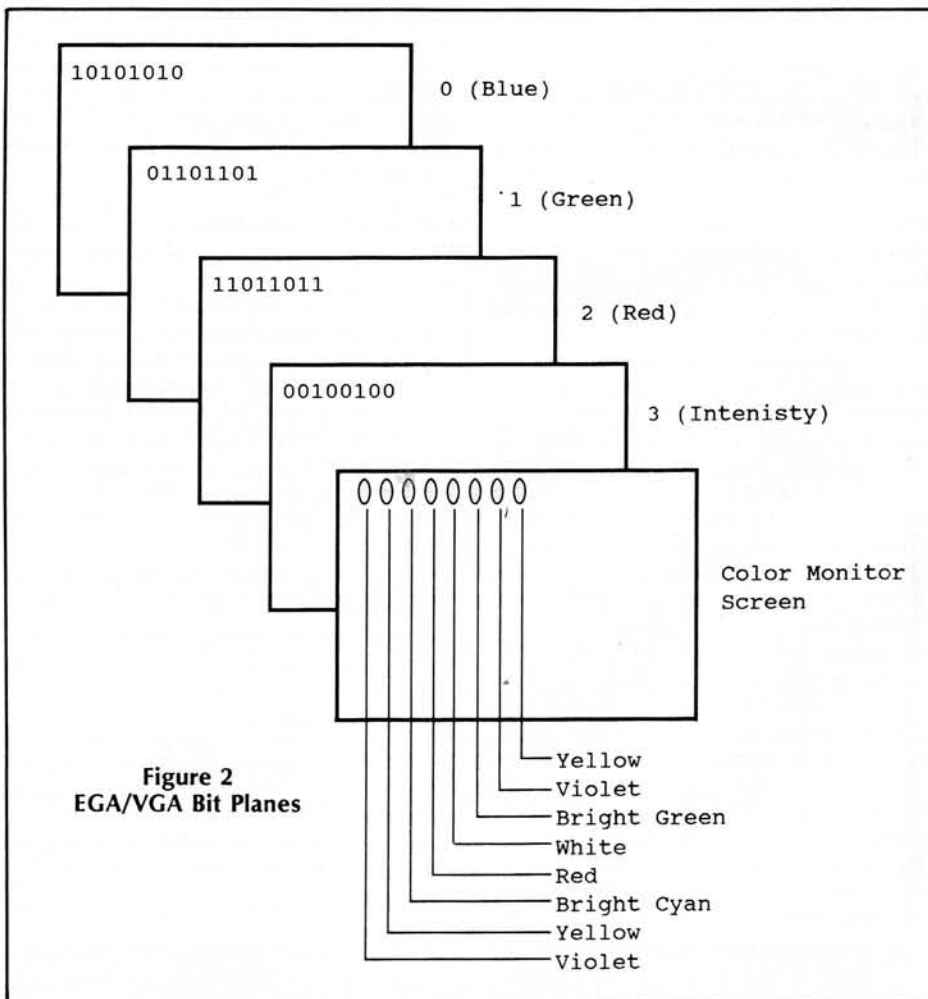 10101010
0 (Blue)
01101101
1 (Green)
11011011
2 (Red)
00100100
3 (Intenisty)
Color Monitor
Screen
Yellow
Violet
Bright Green
White
Red
Bright Cyan
Yellow
Violet
Figure 2
EGA/VGA Bit Planes